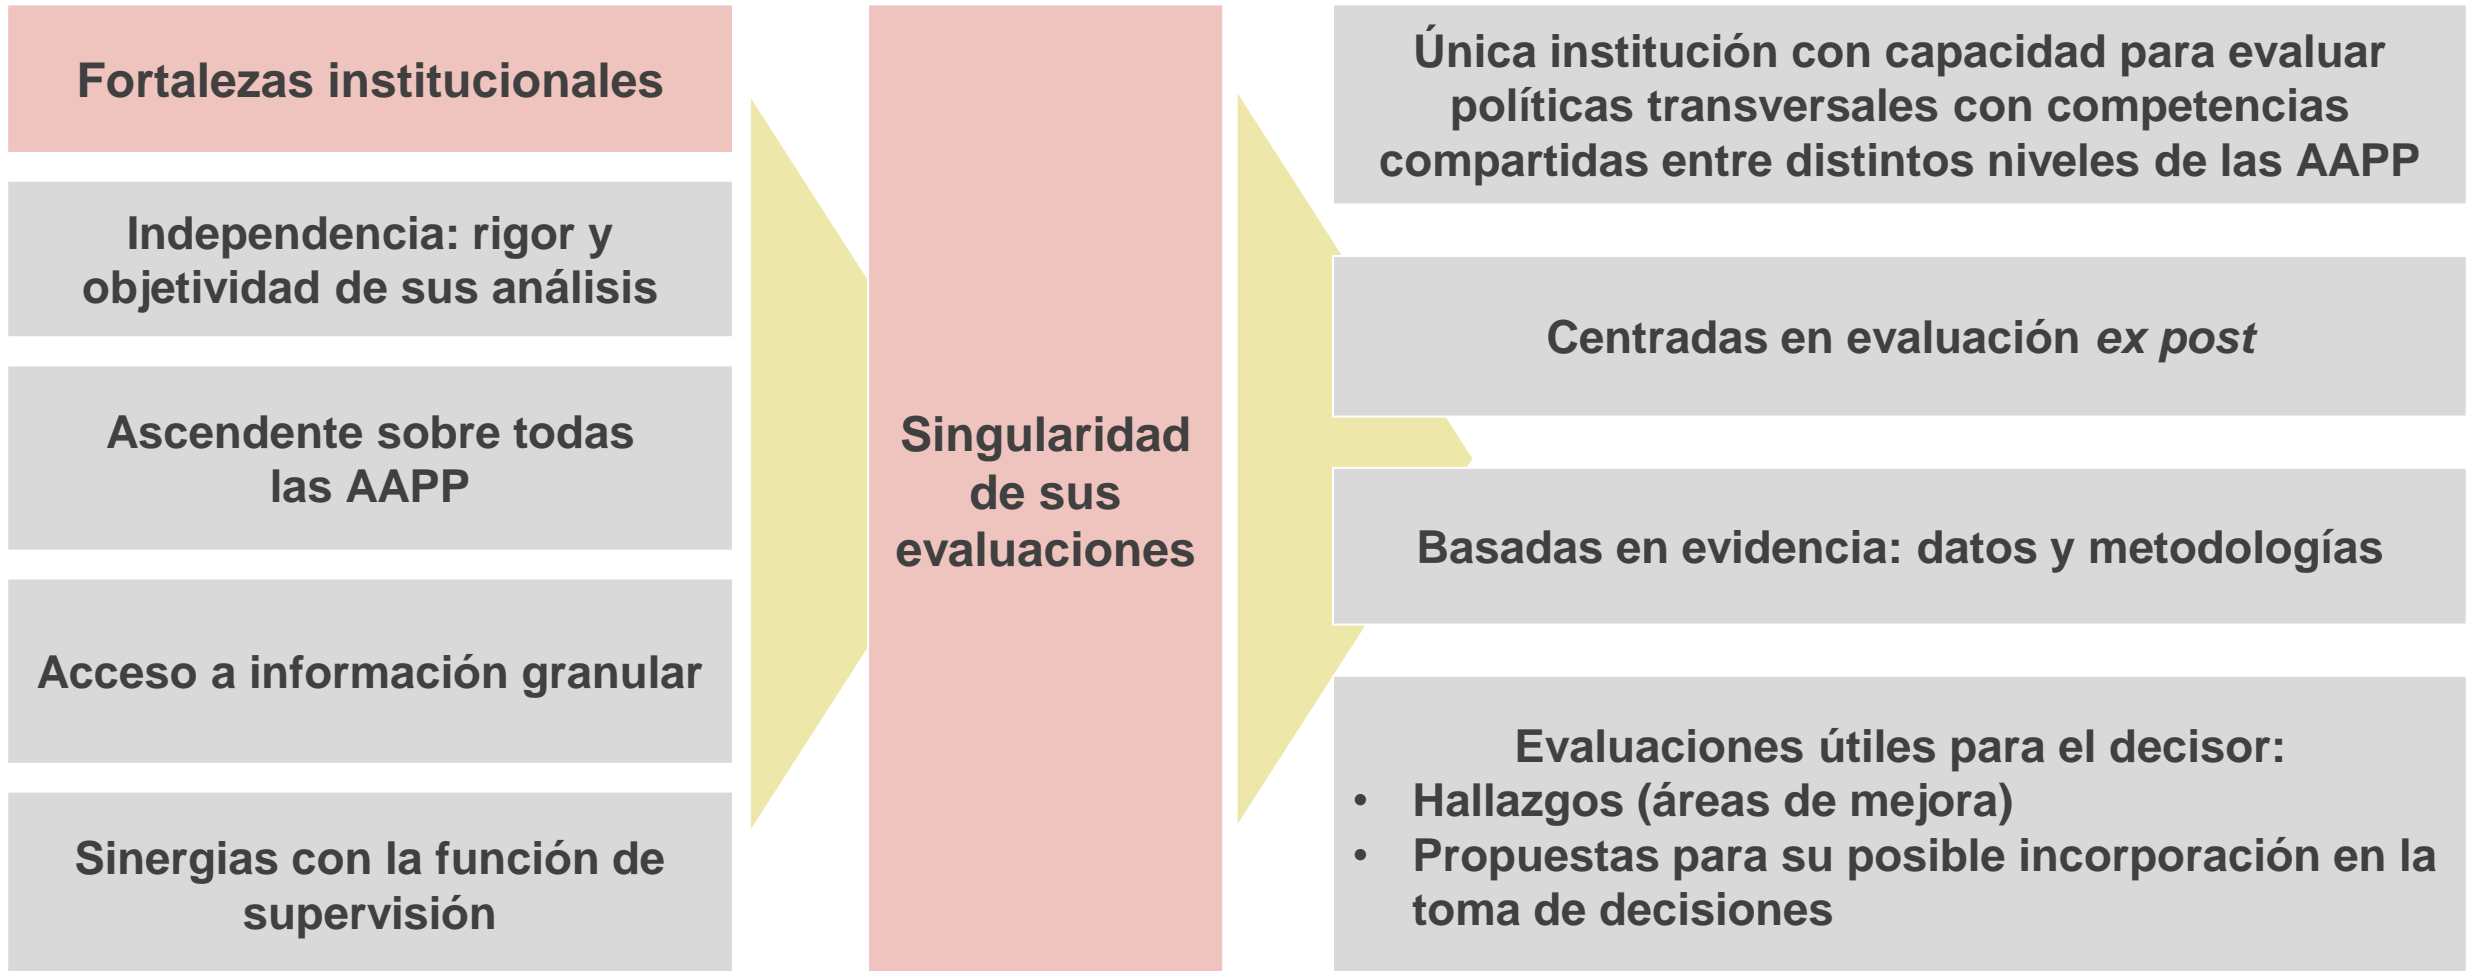 Fortalezas institucionales
Independencia: rigor y
objetividad de sus análisis
Ascendente sobre todas
las AAPP
Acceso a información granular
Sinergias con la función de
supervisión
Singularidad
de sus
evaluaciones
Única institución con capacidad para evaluar
políticas transversales con competencias
compartidas entre distintos niveles de las AAPP
Centradas en evaluación ex post
Basadas en evidencia: datos y metodologías
Evaluaciones útiles para el decisor:
• Hallazgos (áreas de mejora)
• Propuestas para su posible incorporación en la
toma de decisiones